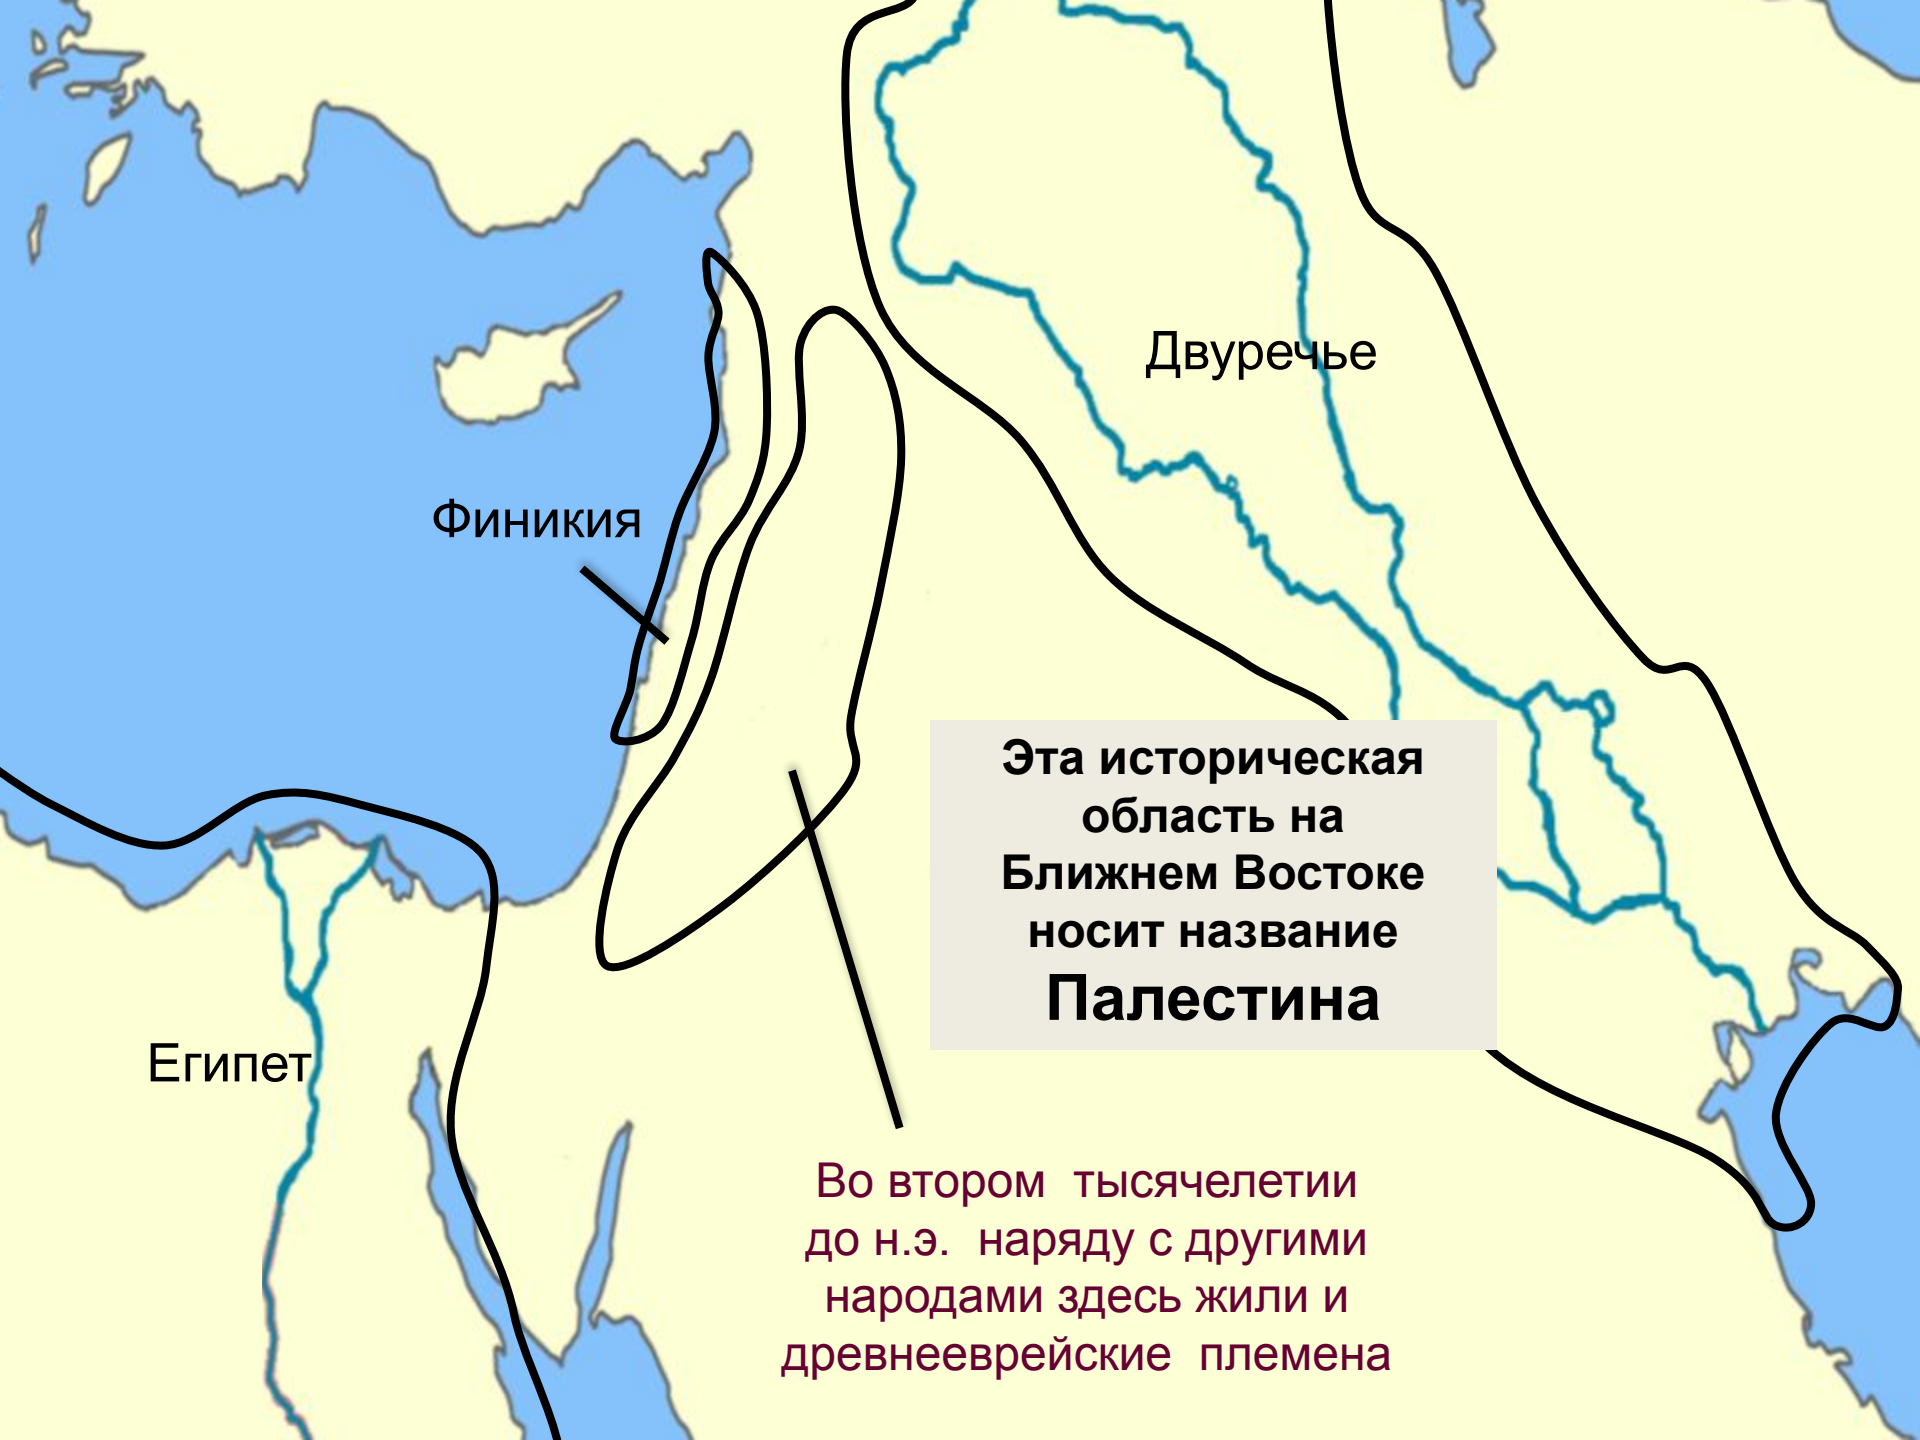 Двуречье
Финикия
Эта историческая
область на
Ближнем Востоке
носит название
Палестина
Египет
Во втором  тысячелетии
до н.э.  наряду с другими
народами здесь жили и
древнееврейские  племена